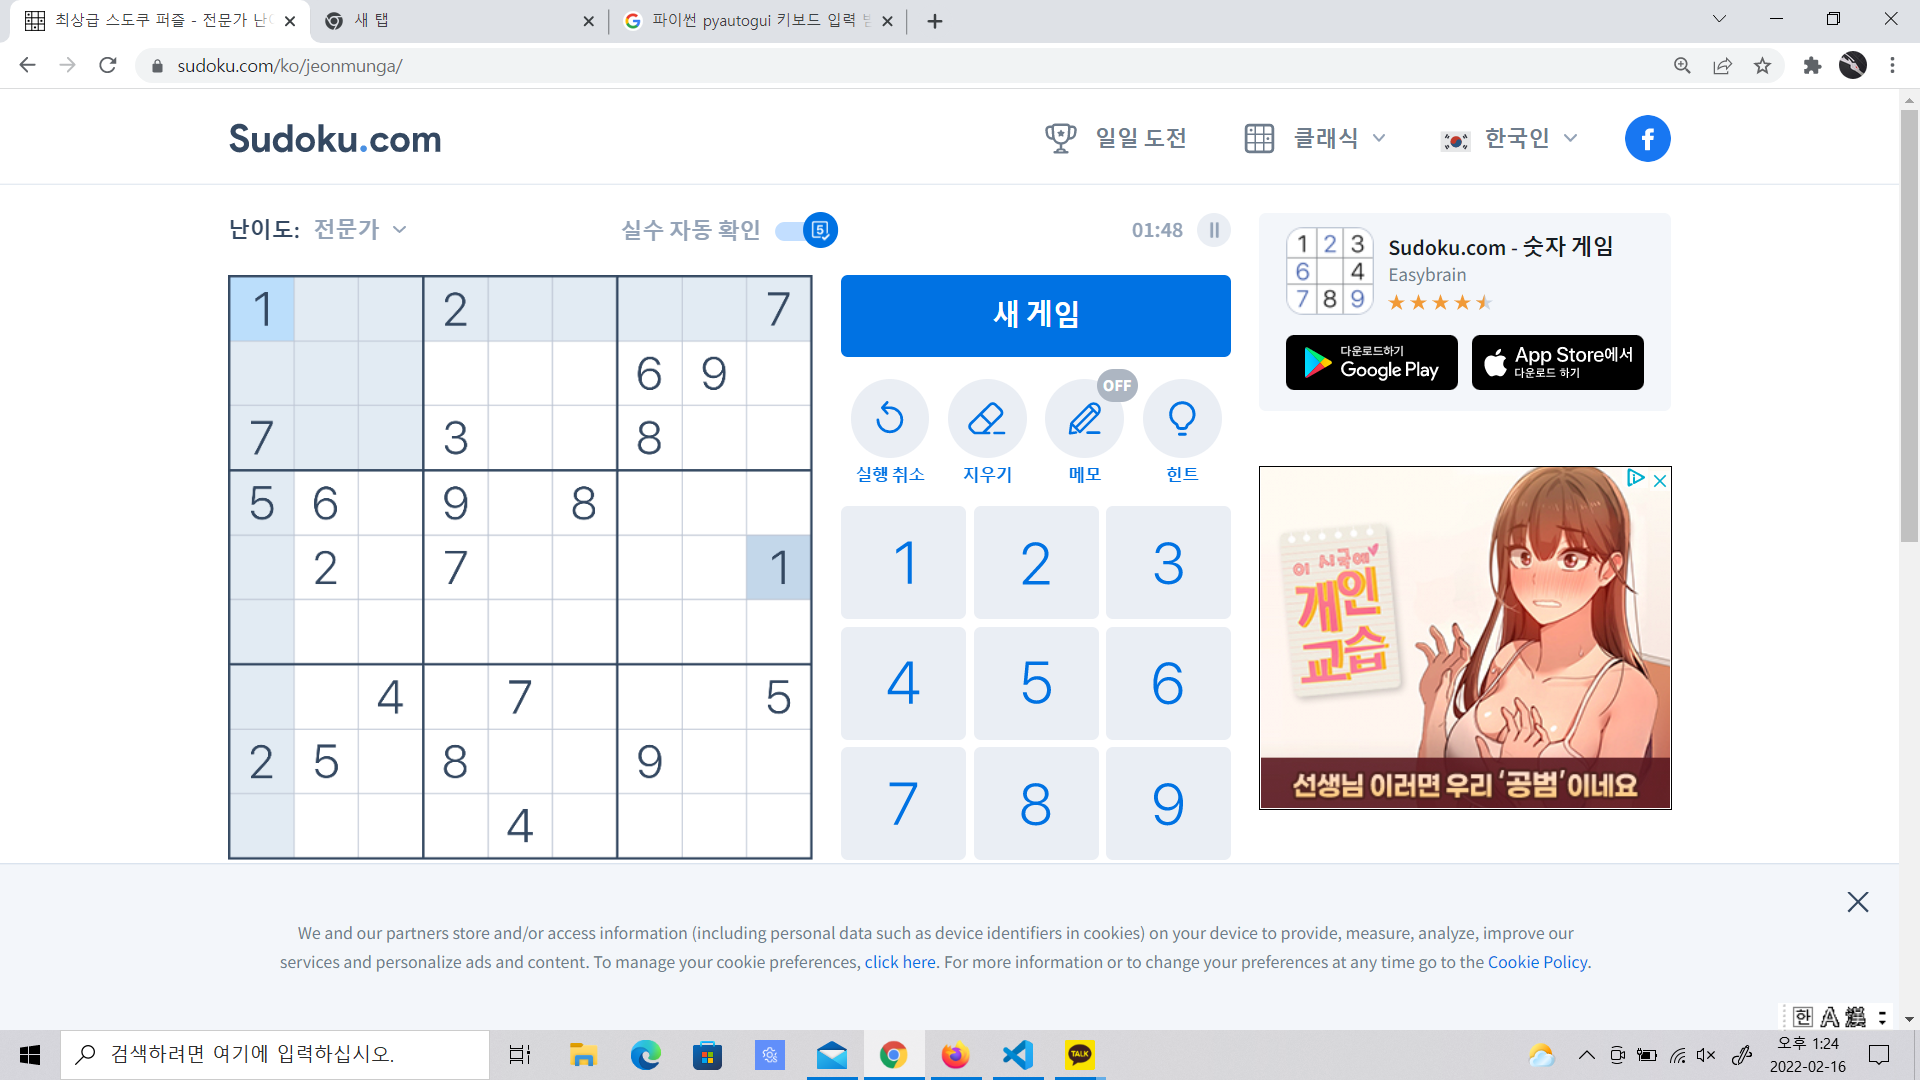 최상급 스도쿠 퍼즐 - 전문가 난
새 탭
파이썬 pyautogui 키보드 입력
sudoku.com/ko/jeonmunga/
Sudoku.com
일일 도전
클래식
한국인
난이도: 전문가
실수 자동 확인
01:48
1 2 7
6 9
7 3 8
5 6 9 8
2 7 1
4 7 5
2 5 8 9
4
새 게임
OFF
실행 취소
지우기
메모
힌트
1 2 3
4 5 6
7 8 9
1 2 3
6 4
7 8 9
Sudoku.com - 숫자 게임
Easybrain
다운로드하기
Google Play
App Store에서
다운로드 하기
이 시국에
개인
교습
선생님 이러면 우리 '공범'이네요
We and our partners store and/or access information (including personal data such as device identifiers in cookies) on your device to provide, measure, analyze, improve our
services and personalize ads and content. To manage your cookie preferences, click here. For more information or to change your preferences at any time go to the Cookie Policy.
한 A 漢
검색하려면 여기에 입력하십시오.
TALK
오후 1:24
2022-02-16